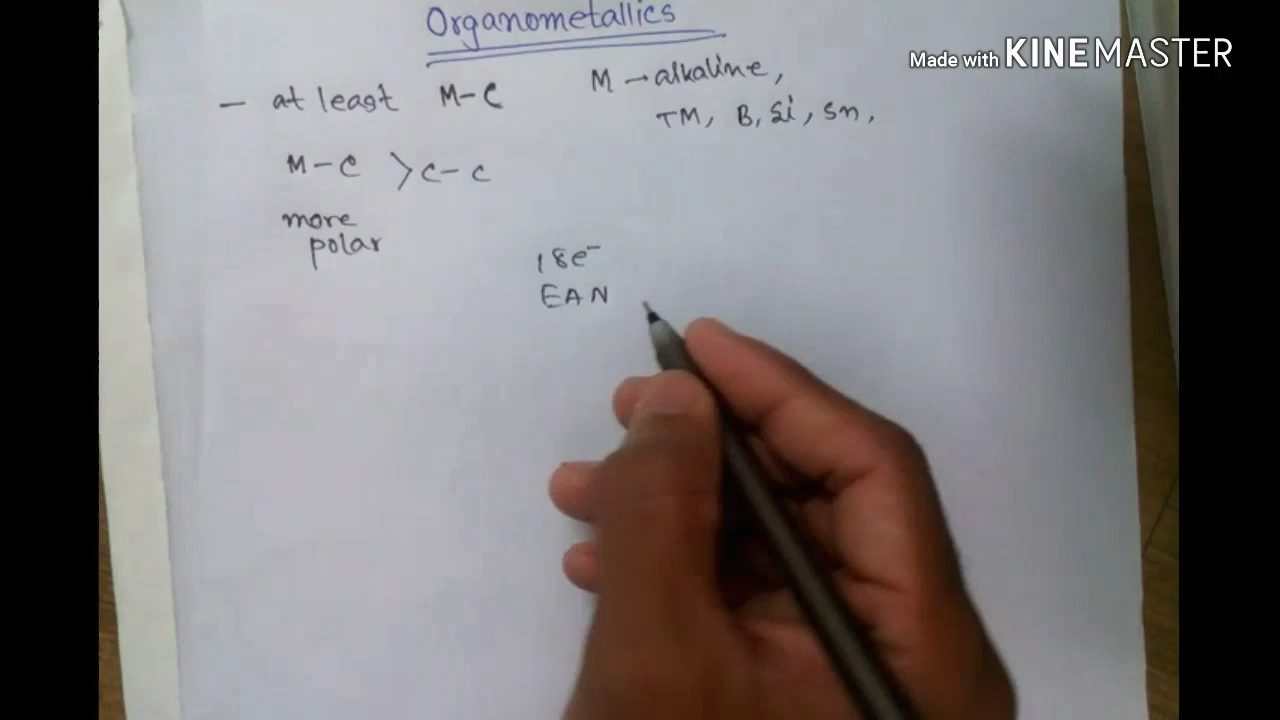 Organometallics
Made with KINEMASTER
– at least M–C M → alkaline,
TM, B, Si, Sn,
M–C > C–C
more
polar
18e⁻
EAN